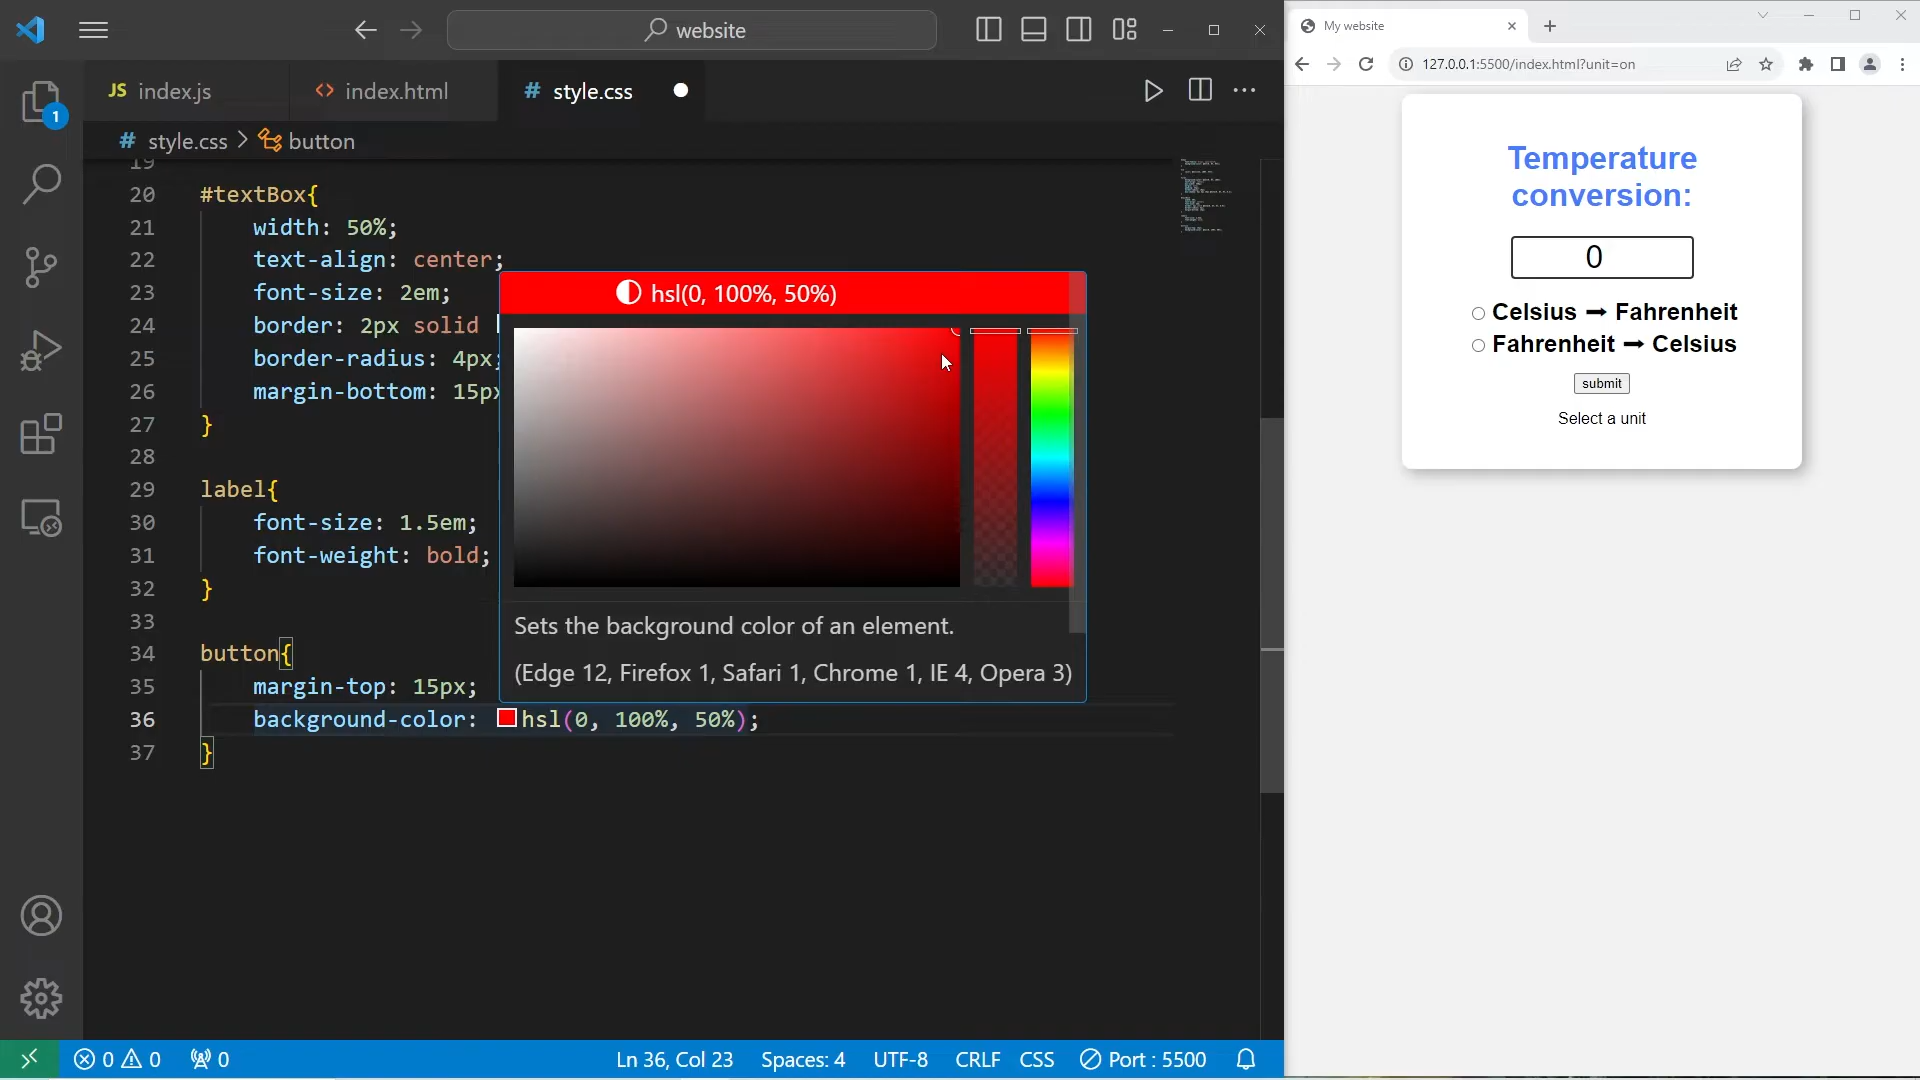 website
JS index.js
<> index.html
# style.css
# style.css > button
19
20 #textBox{
21 width: 50%;
22 text-align: center;
23 font-size: 2em;
24 border: 2px solid
25 border-radius: 4px;
26 margin-bottom: 15px
27 }
28
29 label{
30 font-size: 1.5em;
31 font-weight: bold;
32 }
33
34 button{
35 margin-top: 15px;
36 background-color: hsl(0, 100%, 50%);
37 }
hsl(0, 100%, 50%)
Sets the background color of an element.
(Edge 12, Firefox 1, Safari 1, Chrome 1, IE 4, Opera 3)
1
0 0 0
Ln 36, Col 23 Spaces: 4 UTF-8 CRLF CSS Port : 5500
My website
127.0.0.1:5500/index.html?unit=on
Temperature
conversion:
0
Celsius ➡ Fahrenheit
Fahrenheit ➡ Celsius
submit
Select a unit